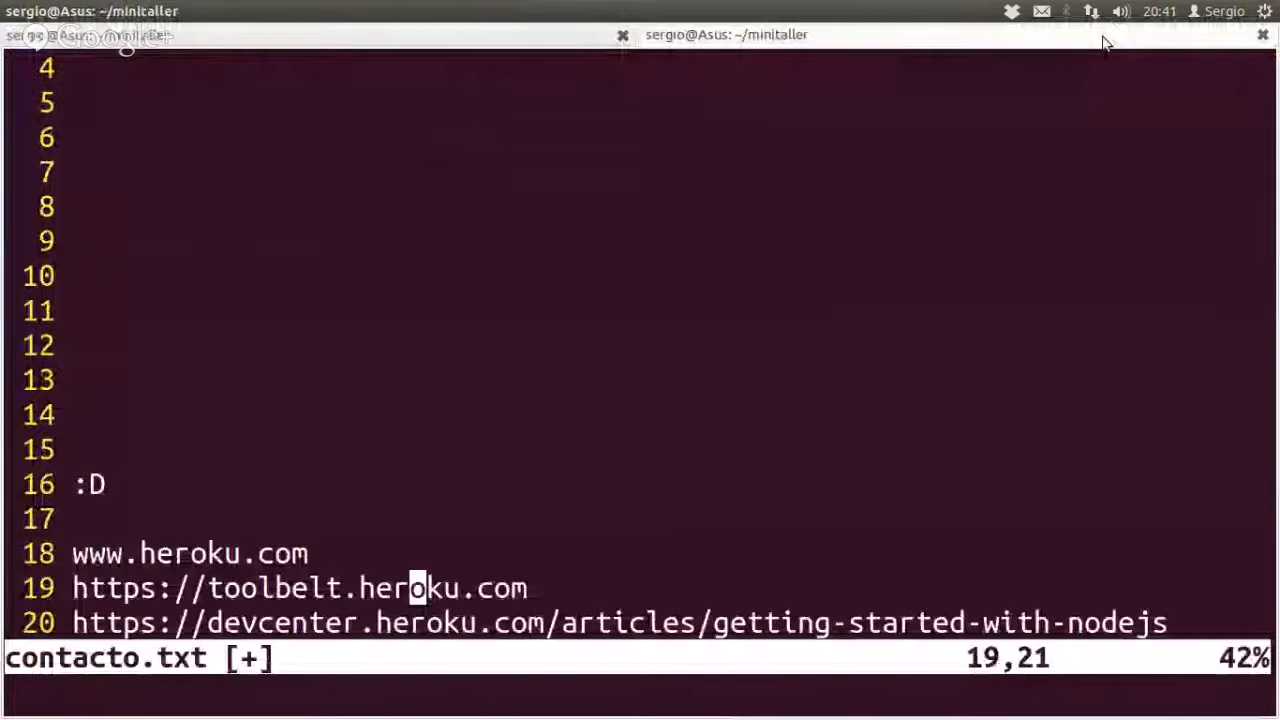 sergio@Asus: ~/minitaller
20:41 Sergio
sergio@Asus: ~/minitaller
4
5
6
7
8
9
10
11
12
13
14
15
16 :D
17
18 www.heroku.com
19 https://toolbelt.heroku.com
20 https://devcenter.heroku.com/articles/getting-started-with-nodejs
contacto.txt [+] 19,21 42%